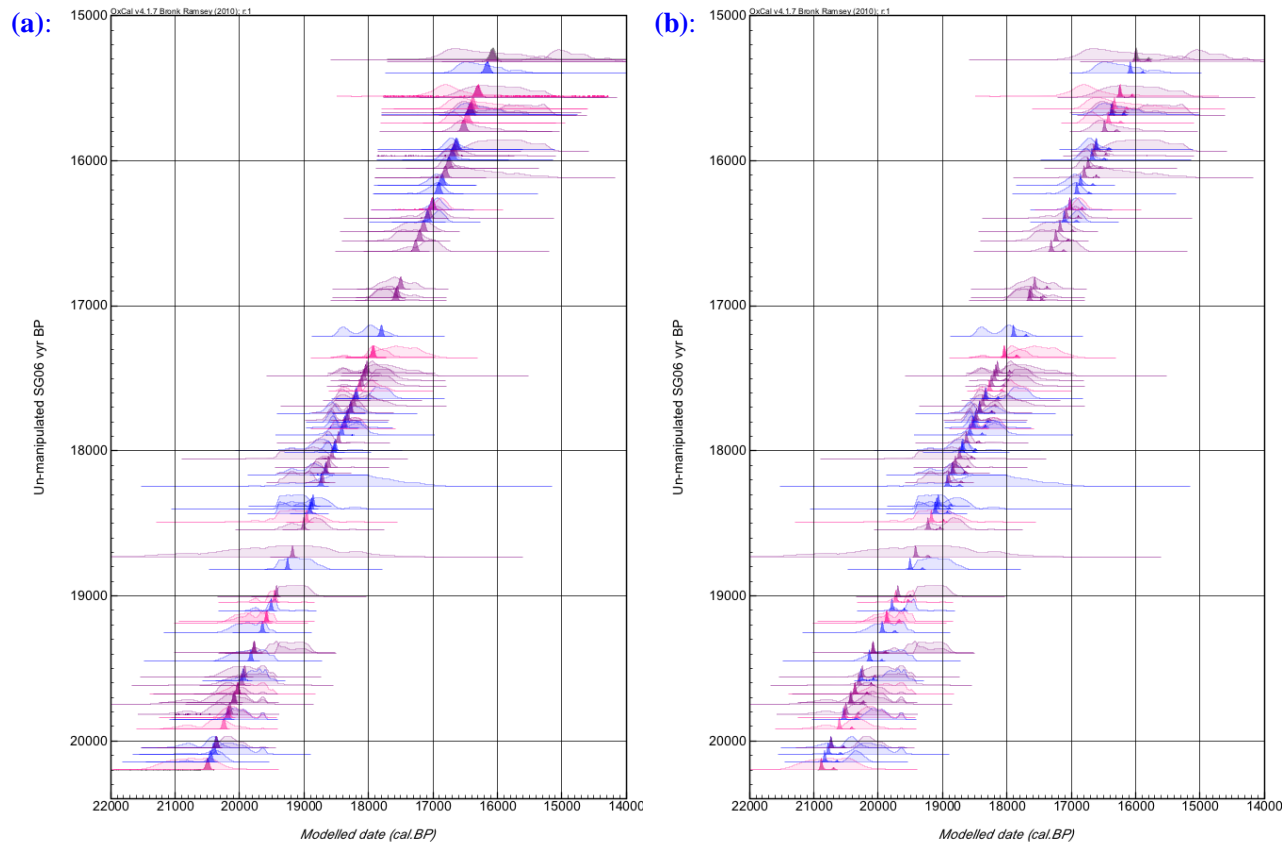 (a):
OxCal v4.1.7 Bronk Ramsey (2010); r:1
15000
16000
17000
18000
19000
20000
Un-manipulated SG06 vyr BP
22000 21000 20000 19000 18000 17000 16000 15000 14000
Modelled date (cal.BP)
(b):
OxCal v4.1.7 Bronk Ramsey (2010); r:1
15000
16000
17000
18000
19000
20000
Un-manipulated SG06 vyr BP
22000 21000 20000 19000 18000 17000 16000 15000 14000
Modelled date (cal.BP)